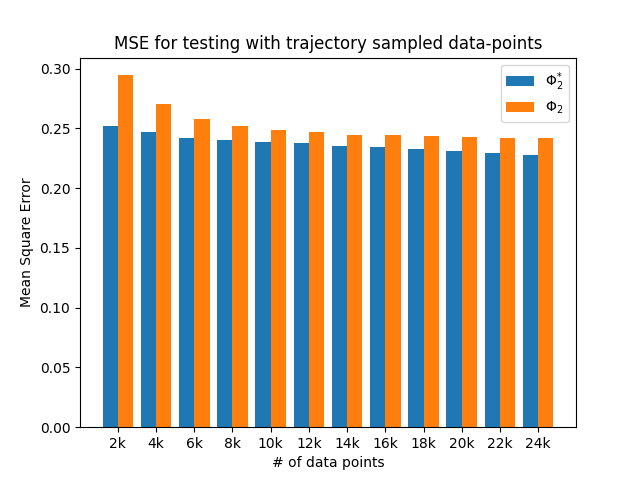 MSE for testing with trajectory sampled data-points
Φ₂*
Φ₂
Mean Square Error
0.30
0.25
0.20
0.15
0.10
0.05
0.00
2k 4k 6k 8k 10k 12k 14k 16k 18k 20k 22k 24k
# of data points